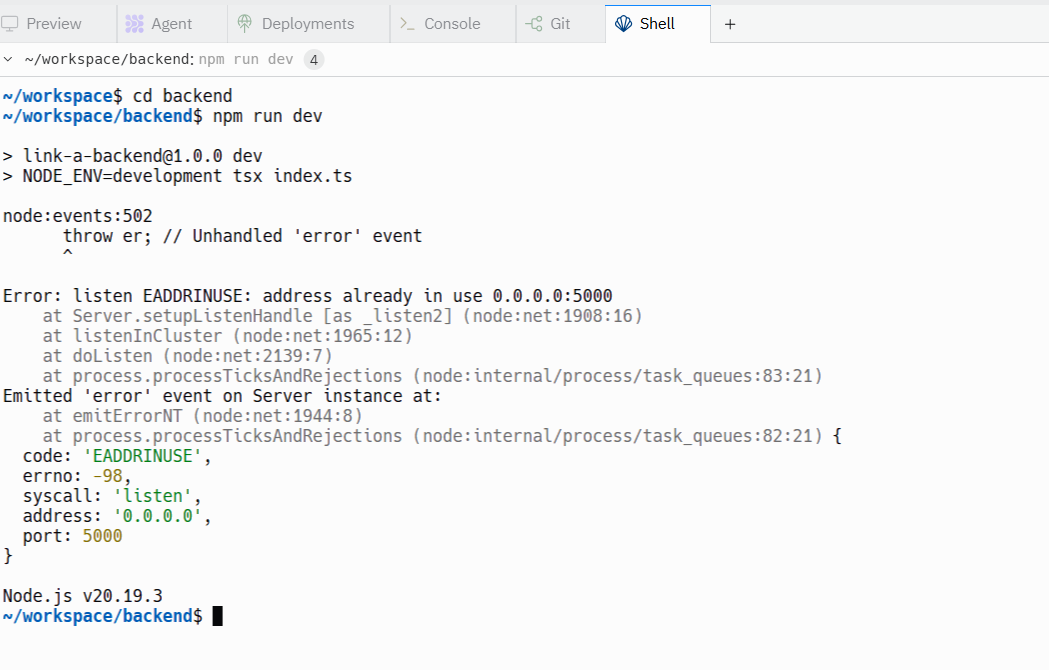 Preview Agent Deployments Console Git Shell +
~/workspace/backend: npm run dev 4
~/workspace$ cd backend
~/workspace/backend$ npm run dev
> link-a-backend@1.0.0 dev
> NODE_ENV=development tsx index.ts
node:events:502
      throw er; // Unhandled 'error' event
      ^
Error: listen EADDRINUSE: address already in use 0.0.0.0:5000
    at Server.setupListenHandle [as _listen2] (node:net:1908:16)
    at listenInCluster (node:net:1965:12)
    at doListen (node:net:2139:7)
    at process.processTicksAndRejections (node:internal/process/task_queues:83:21)
Emitted 'error' event on Server instance at:
    at emitErrorNT (node:net:1944:8)
    at process.processTicksAndRejections (node:internal/process/task_queues:82:21) {
  code: 'EADDRINUSE',
  errno: -98,
  syscall: 'listen',
  address: '0.0.0.0',
  port: 5000
}
Node.js v20.19.3
~/workspace/backend$